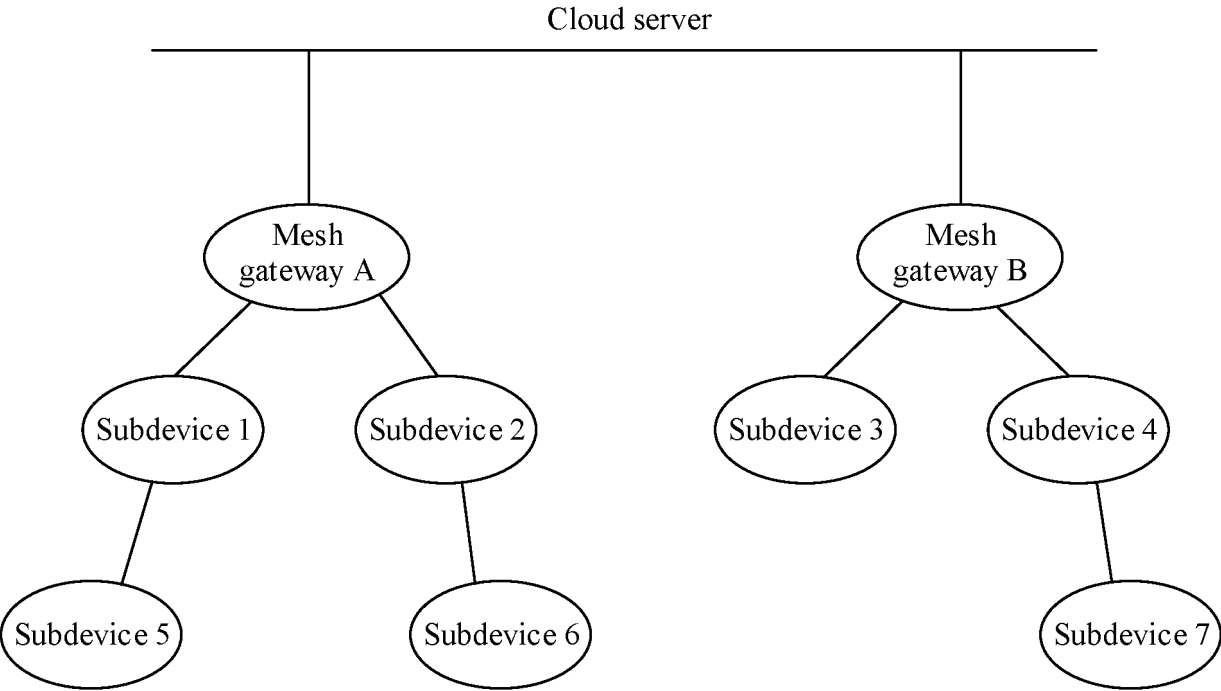 Cloud server
Mesh
gateway A
Mesh
gateway B
Subdevice 1
Subdevice 2
Subdevice 3
Subdevice 4
Subdevice 5
Subdevice 6
Subdevice 7